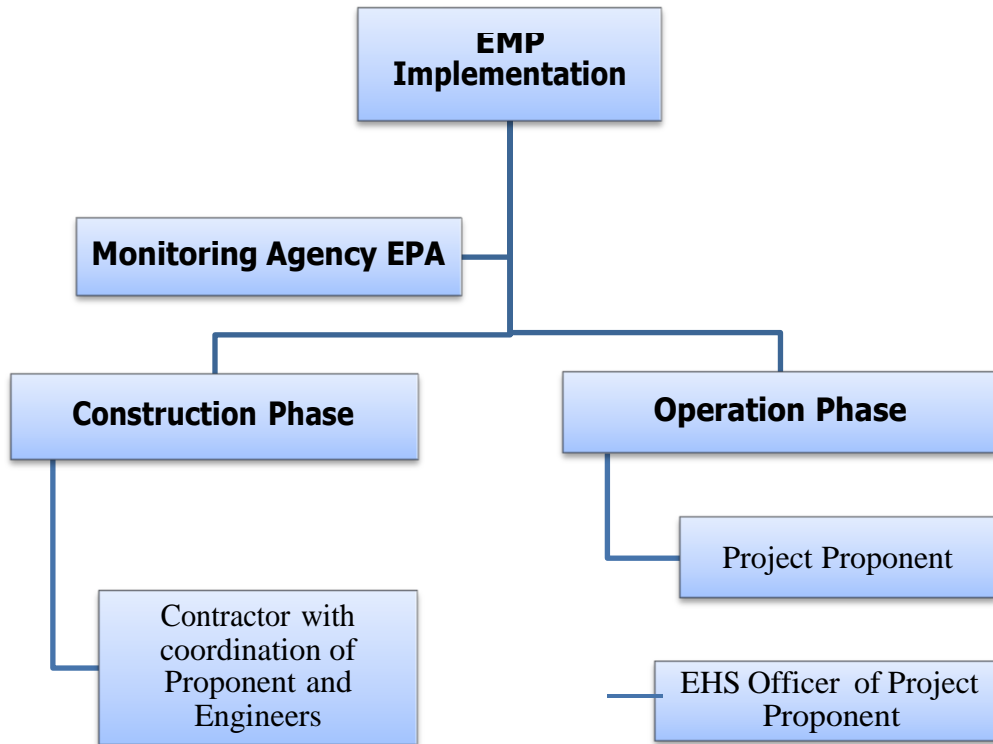 EMP
Implementation
Monitoring Agency EPA
Construction Phase
Operation Phase
Project Proponent
Contractor with
coordination of
Proponent and
Engineers
EHS Officer of Project
Proponent